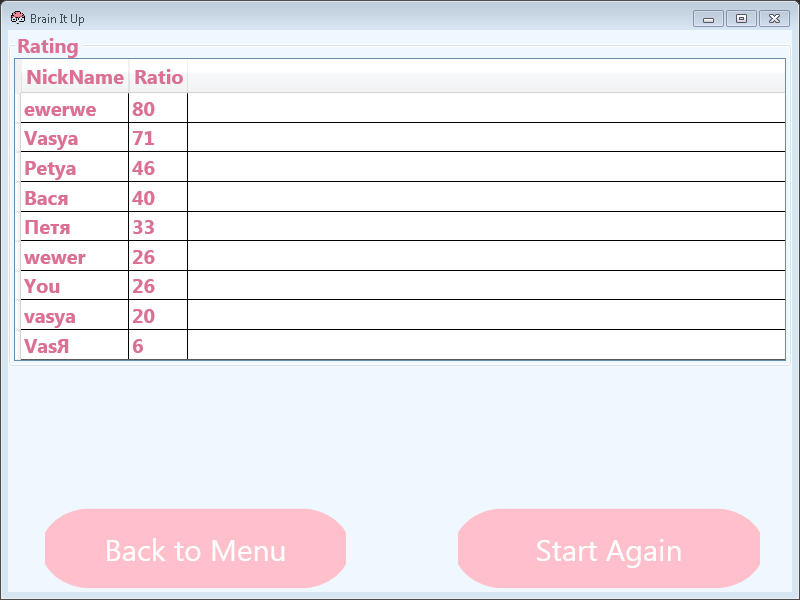 Brain It Up
Rating
NickName Ratio
ewerwe 80
Vasya 71
Petya 46
Вася 40
Петя 33
wewer 26
You 26
vasya 20
VasЯ 6
Back to Menu Start Again